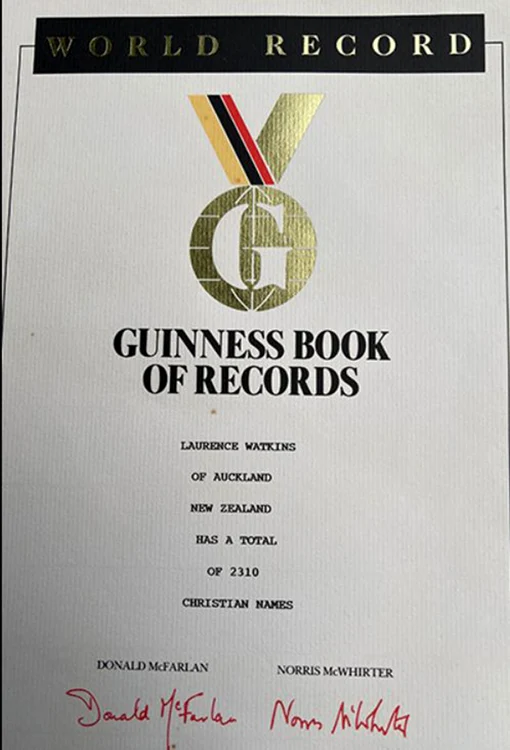 WORLD RECORD
G
GUINNESS BOOK
OF RECORDS
LAURENCE WATKINS
OF AUCKLAND
NEW ZEALAND
HAS A TOTAL
OF 2310
CHRISTIAN NAMES
DONALD McFARLAN NORRIS McWHIRTER
Donald McFarlan Norris McWhirter